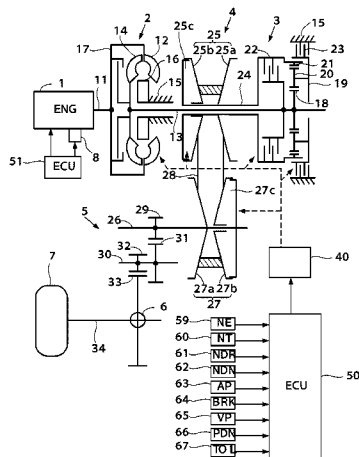 2
4
3
17
14
12
16
15
25
25c
25b
25a
22
24
15
23
21
20
19
18
1
ENG
11
13
51
ECU
8
28
27c
5
26
29
31
30
32
33
27a
27b
27
40
7
6
34
59 NE
60 NT
61 NDR
62 NDN
63 AP
64 BRK
65 VP
66 PDN
67 TO L
ECU
50